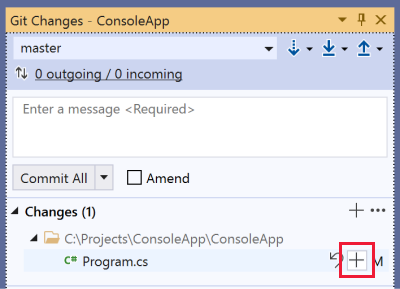 Git Changes - ConsoleApp
master
0 outgoing / 0 incoming
Enter a message <Required>
Commit All
Amend
Changes (1)
C:\Projects\ConsoleApp\ConsoleApp
C# Program.cs M